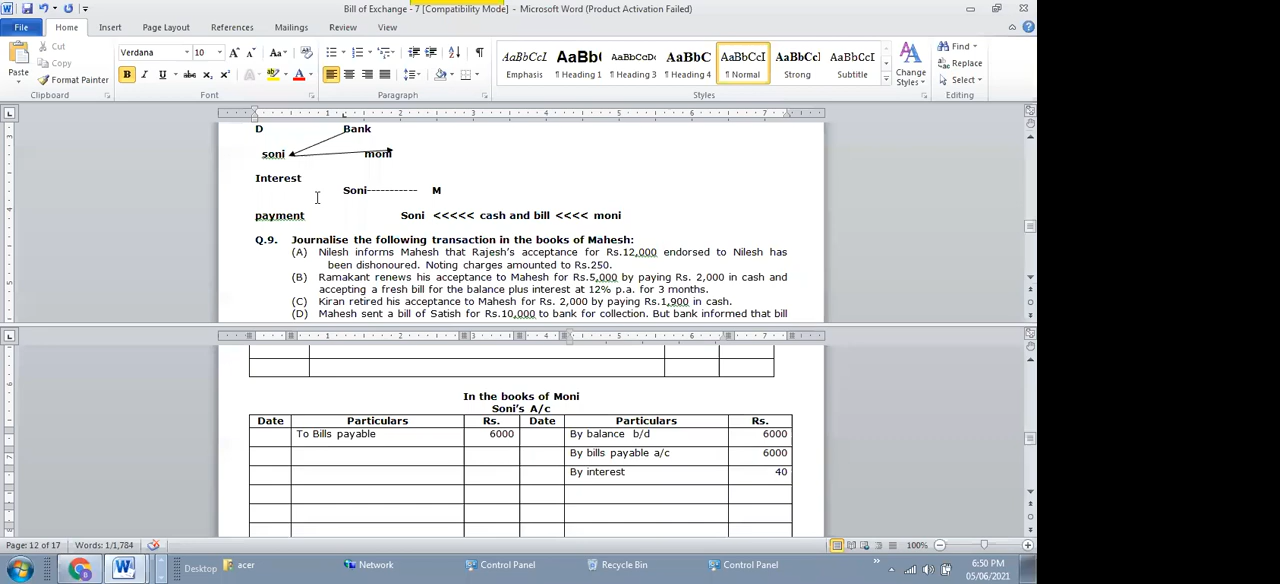 Bill of Exchange - 7 [Compatibility Mode] - Microsoft Word (Product Activation Failed)
File Home Insert Page Layout References Mailings Review View
Paste Cut Copy Format Painter
Verdana 10
AaBbCcL AaBb( AaBbCcDc AaBbC AaBbCcI AaBbCcl AaBbCcI
Emphasis ¶ Heading 1 ¶ Heading 3 ¶ Heading 4 ¶ Normal Strong Subtitle
Change Styles
Find Replace Select
Clipboard Font Paragraph Styles Editing
D Bank
soni moni
Interest
Soni----------- M
payment Soni <<<<< cash and bill <<<< moni
Q.9. Journalise the following transaction in the books of Mahesh:
(A) Nilesh informs Mahesh that Rajesh's acceptance for Rs.12,000 endorsed to Nilesh has
been dishonoured. Noting charges amounted to Rs.250.
(B) Ramakant renews his acceptance to Mahesh for Rs.5,000 by paying Rs. 2,000 in cash and
accepting a fresh bill for the balance plus interest at 12% p.a. for 3 months.
(C) Kiran retired his acceptance to Mahesh for Rs. 2,000 by paying Rs.1,900 in cash.
(D) Mahesh sent a bill of Satish for Rs.10,000 to bank for collection. But bank informed that bill
In the books of Moni
Soni's A/c
Date Particulars Rs. Date Particulars Rs.
To Bills payable 6000 By balance b/d 6000
By bills payable a/c 6000
By interest 40
Page: 12 of 17 Words: 1/1,784 100%
Desktop acer Network Control Panel Recycle Bin Control Panel
6:50 PM
05/06/2021